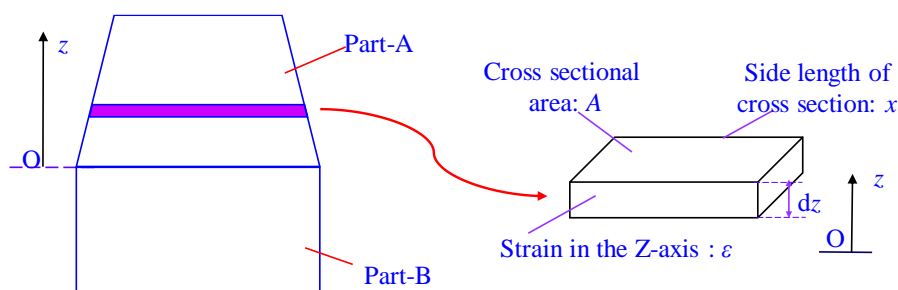 z
Part-A
O
Part-B
Cross sectional
area: A
Side length of
cross section: x
dz
z
O
Strain in the Z-axis : ε